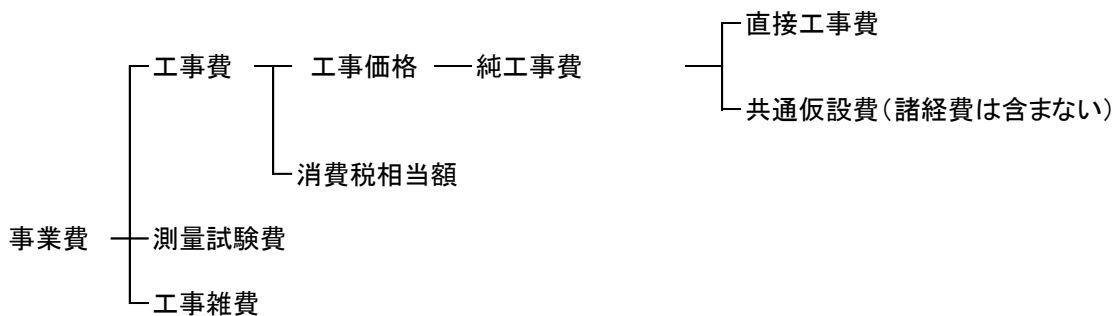 直接工事費
工事費 工事価格 純工事費
共通仮設費(諸経費は含まない)
消費税相当額
事業費 測量試験費
工事雑費